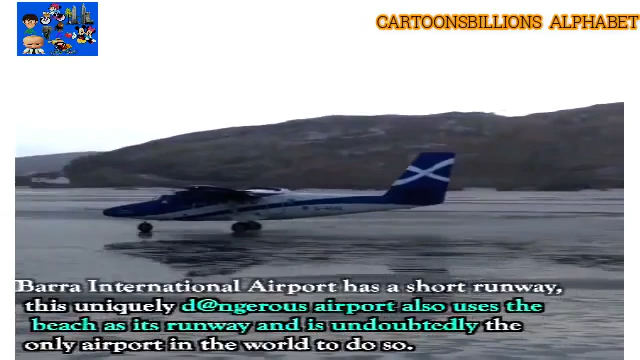 CARTOONSBILLIONS ALPHABET
Barra International Airport has a short runway,
this uniquely d@ngerous airport also uses the
beach as its runway and is undoubtedly the
only airport in the world to do so.